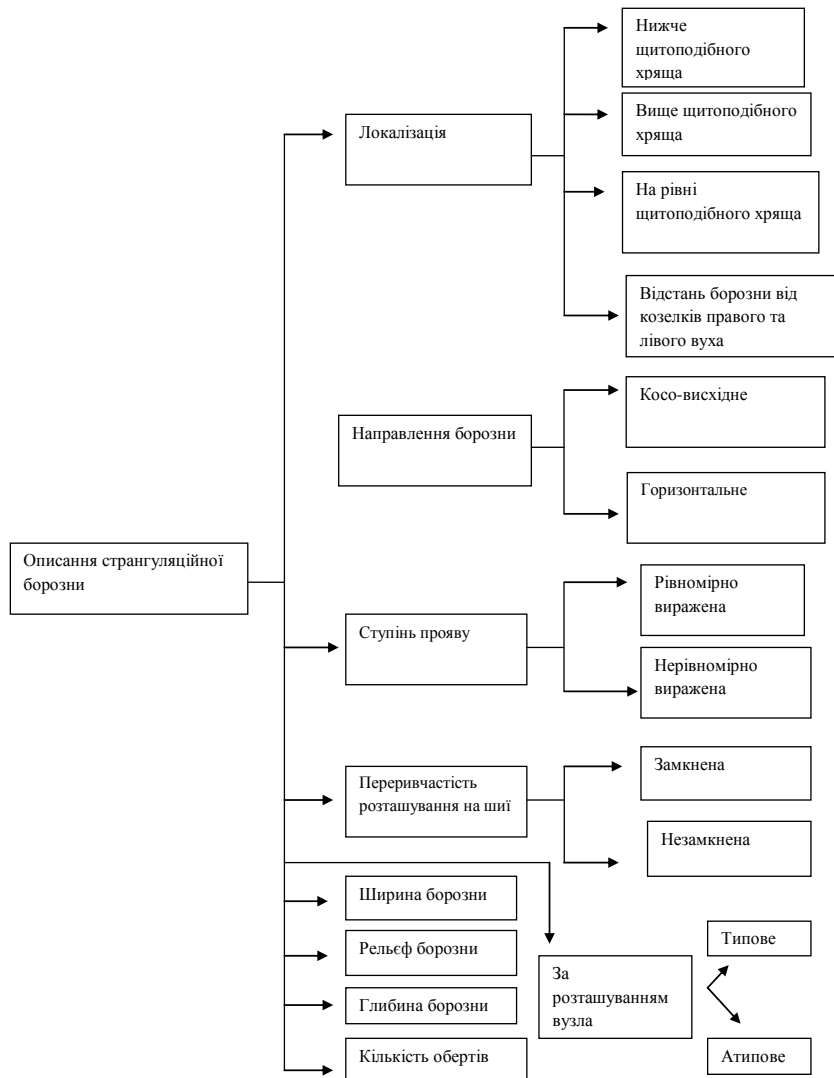 Нижче
щитоподібного
хряща
Вище щитоподібного
хряща
Локалізація
На рівні
щитоподібного хряща
Відстань борозни від
козелків правого та
лівого вуха
Косо-висхідне
Направлення борозни
Горизонтальне
Описання странгуляційної
борозни
Рівномірно
виражена
Ступінь прояву
Нерівномірно
виражена
Переривчастість
розташування на шиї
Замкнена
Незамкнена
Ширина борозни
Рельєф борозни
Глибина борозни
Кількість обертів
За
розташуванням
вузла
Типове
Атипове